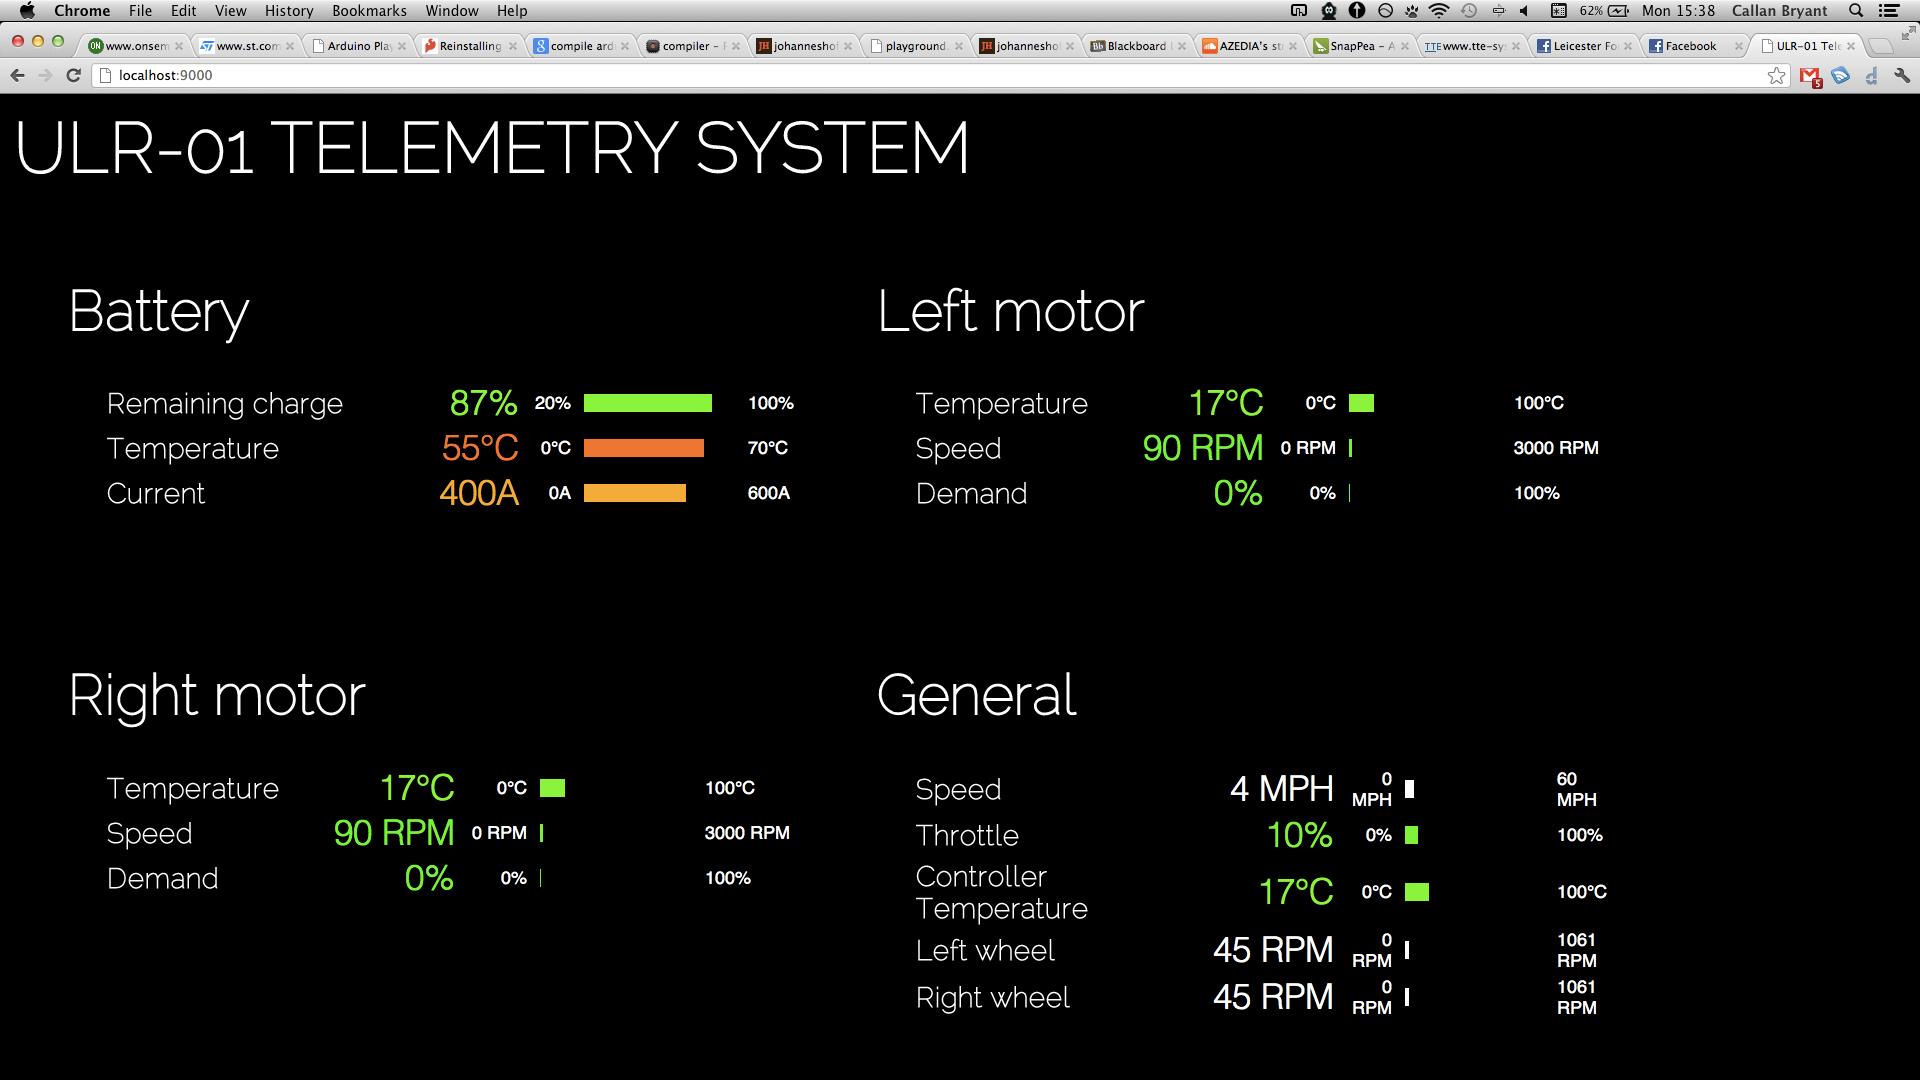 Chrome File Edit View History Bookmarks Window Help 62% Mon 15:38 Callan Bryant
www.onsem www.st.com Arduino Play Reinstalling compile ardu compiler - johannesho playground. johannesho Blackboard AZEDIA's str SnapPea - A www.tte-sy Leicester Fo Facebook ULR-01 Tele
localhost:9000 5
ULR-01 TELEMETRY SYSTEM
Battery
Remaining charge 87% 20% 100%
Temperature 55°C 0°C 70°C
Current 400A 0A 600A
Left motor
Temperature 17°C 0°C 100°C
Speed 90 RPM 0 RPM 3000 RPM
Demand 0% 0% 100%
Right motor
Temperature 17°C 0°C 100°C
Speed 90 RPM 0 RPM 3000 RPM
Demand 0% 0% 100%
General
Speed 4 MPH 0 MPH 60 MPH
Throttle 10% 0% 100%
Controller
Temperature 17°C 0°C 100°C
Left wheel 45 RPM 0 RPM 1061 RPM
Right wheel 45 RPM 0 RPM 1061 RPM